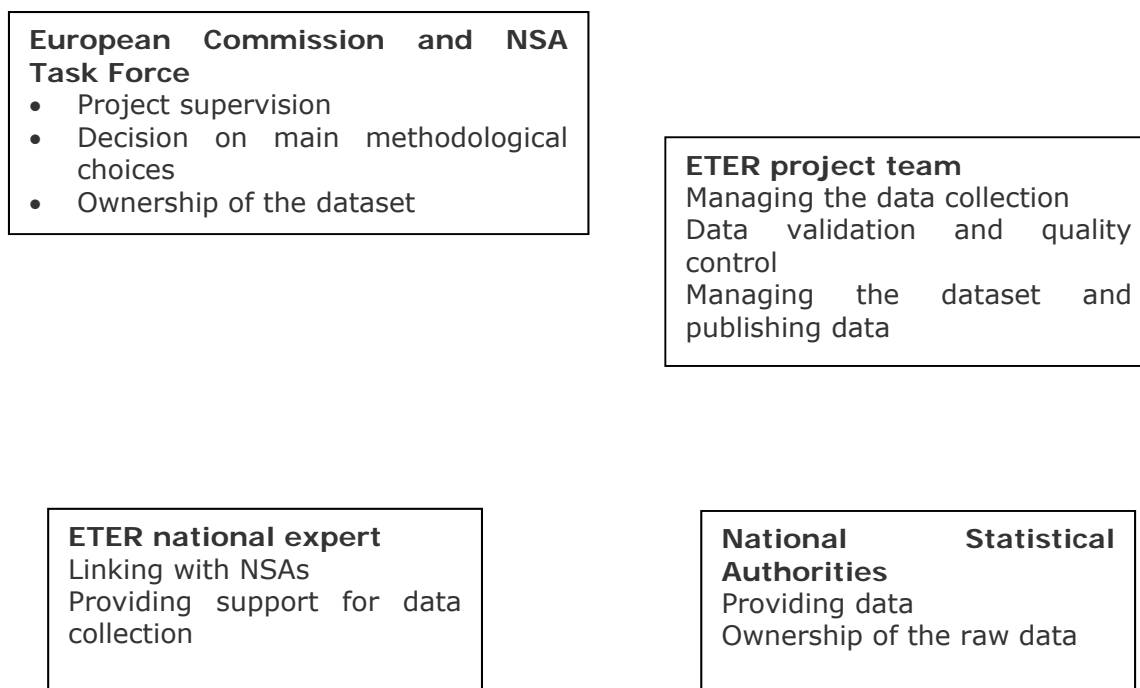 European Commission and NSA
Task Force
• Project supervision
• Decision on main methodological
choices
• Ownership of the dataset
ETER project team
Managing the data collection
Data validation and quality
control
Managing the dataset and
publishing data
ETER national expert
Linking with NSAs
Providing support for data
collection
National Statistical
Authorities
Providing data
Ownership of the raw data